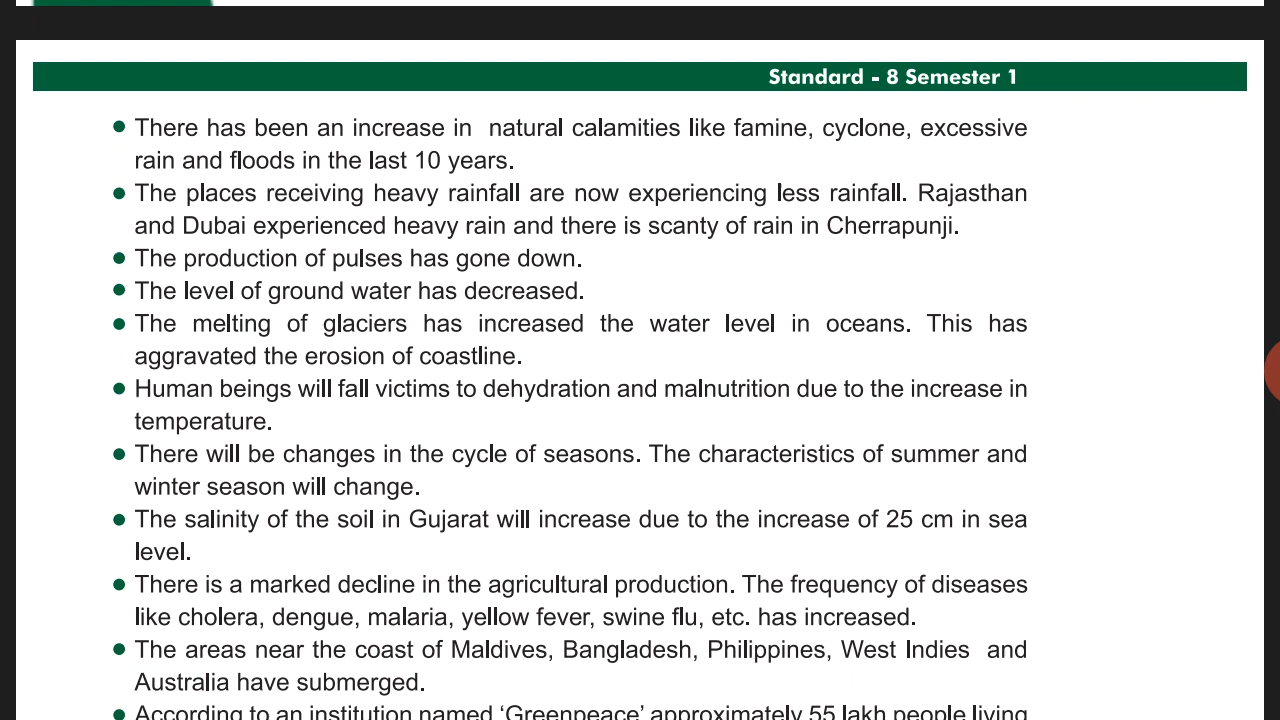 Standard - 8 Semester 1
• There has been an increase in natural calamities like famine, cyclone, excessive
rain and floods in the last 10 years.
• The places receiving heavy rainfall are now experiencing less rainfall. Rajasthan
and Dubai experienced heavy rain and there is scanty of rain in Cherrapunji.
• The production of pulses has gone down.
• The level of ground water has decreased.
• The melting of glaciers has increased the water level in oceans. This has
aggravated the erosion of coastline.
• Human beings will fall victims to dehydration and malnutrition due to the increase in
temperature.
• There will be changes in the cycle of seasons. The characteristics of summer and
winter season will change.
• The salinity of the soil in Gujarat will increase due to the increase of 25 cm in sea
level.
• There is a marked decline in the agricultural production. The frequency of diseases
like cholera, dengue, malaria, yellow fever, swine flu, etc. has increased.
• The areas near the coast of Maldives, Bangladesh, Philippines, West Indies and
Australia have submerged.
• According to an institution named ‘Greenpeace’ approximately 55 lakh people living